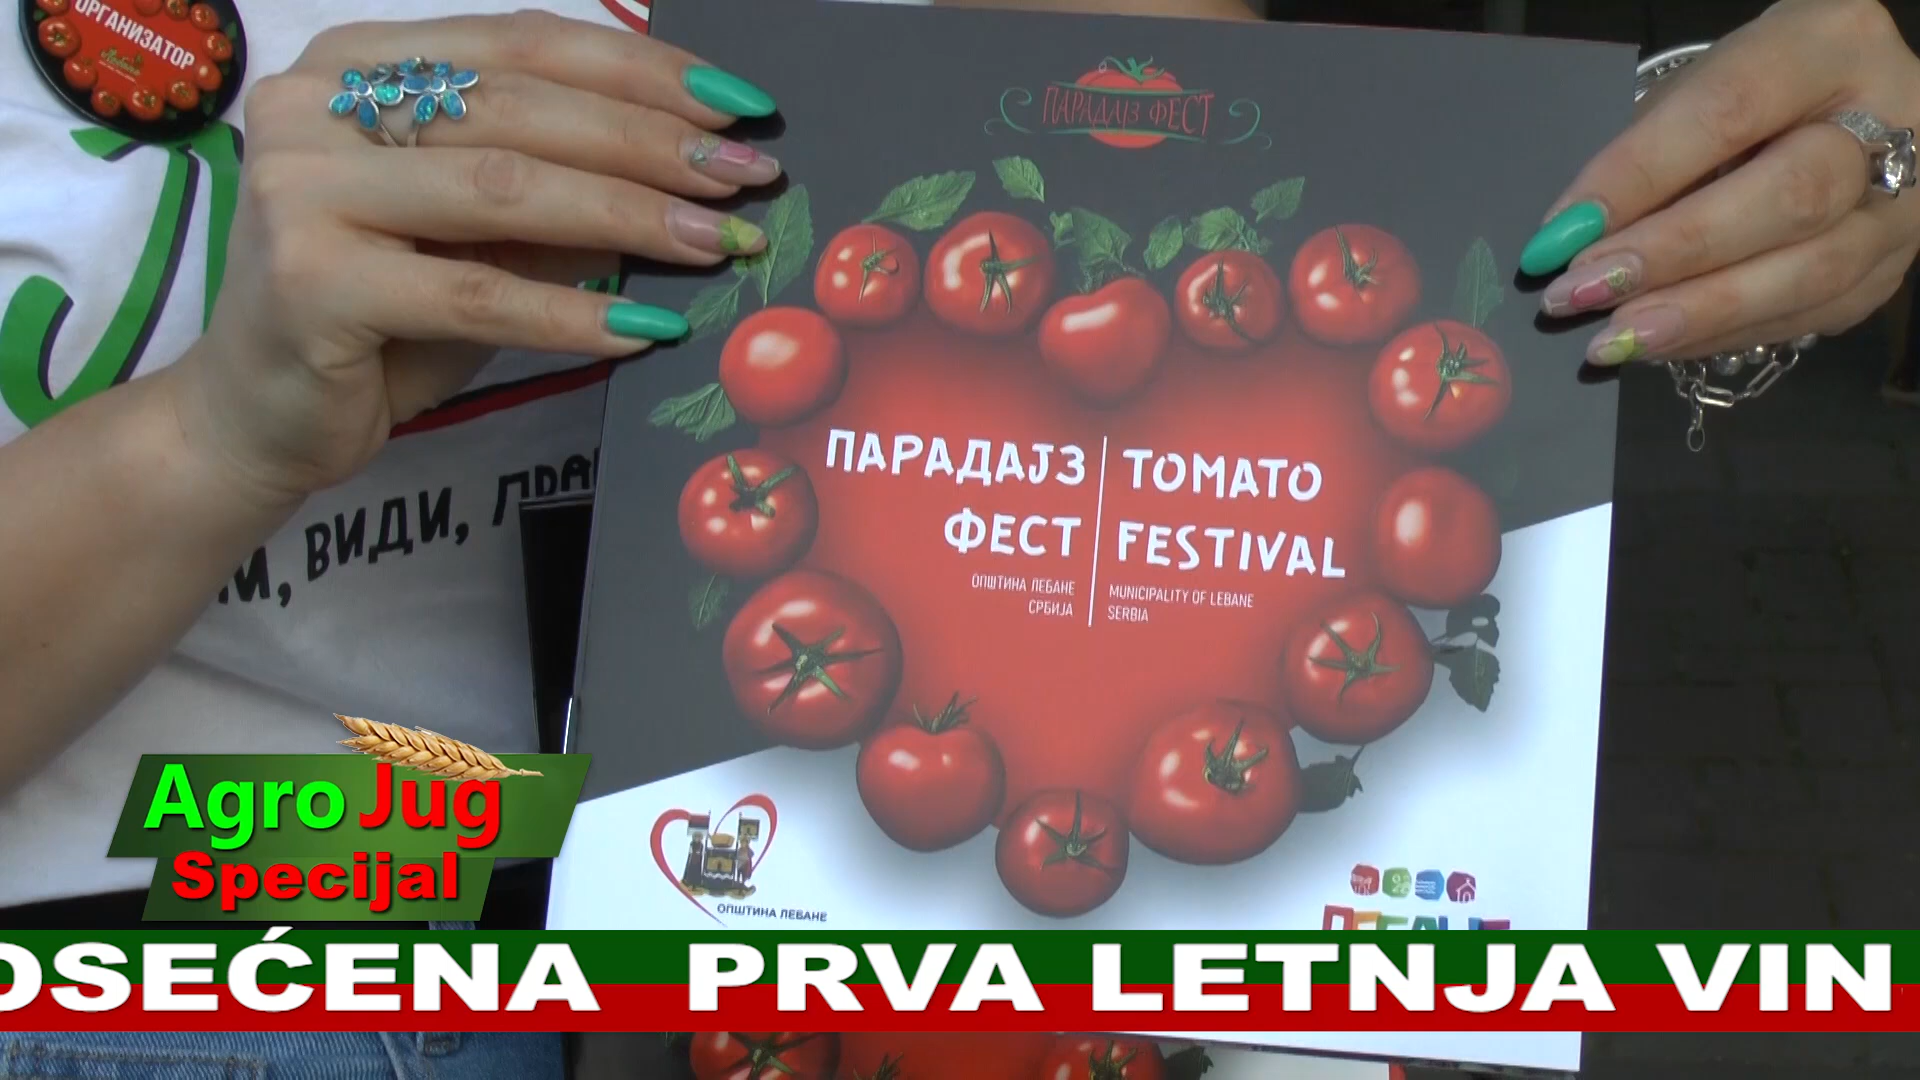 ОРГАНИЗАТОР
Лебане
ПАРАДАЈЗ ФЕСТ
ПАРАДАЈЗ
ФЕСТ
ОПШТИНА ЛЕБАНЕ
СРБИЈА
TOMATO
FESTIVAL
MUNICIPALITY OF LEBANE
SERBIA
И, ВИДИ,
ОПШТИНА ЛЕБАНЕ
Agro Jug
Specijal
OSEĆENA PRVA LETNJA VIN